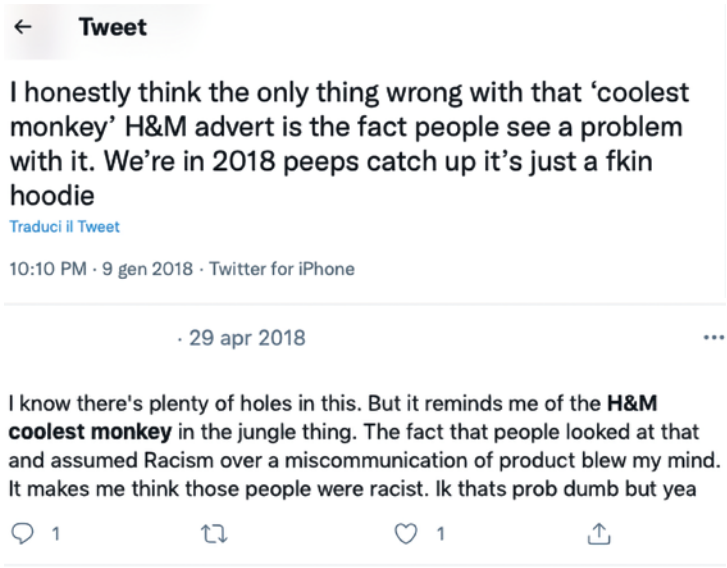 Tweet
I honestly think the only thing wrong with that ‘coolest
monkey’ H&M advert is the fact people see a problem
with it. We’re in 2018 peeps catch up it’s just a fkin
hoodie
Traduci il Tweet
10:10 PM · 9 gen 2018 · Twitter for iPhone
· 29 apr 2018
I know there's plenty of holes in this. But it reminds me of the H&M
coolest monkey in the jungle thing. The fact that people looked at that
and assumed Racism over a miscommunication of product blew my mind.
It makes me think those people were racist. Ik thats prob dumb but yea
1 1